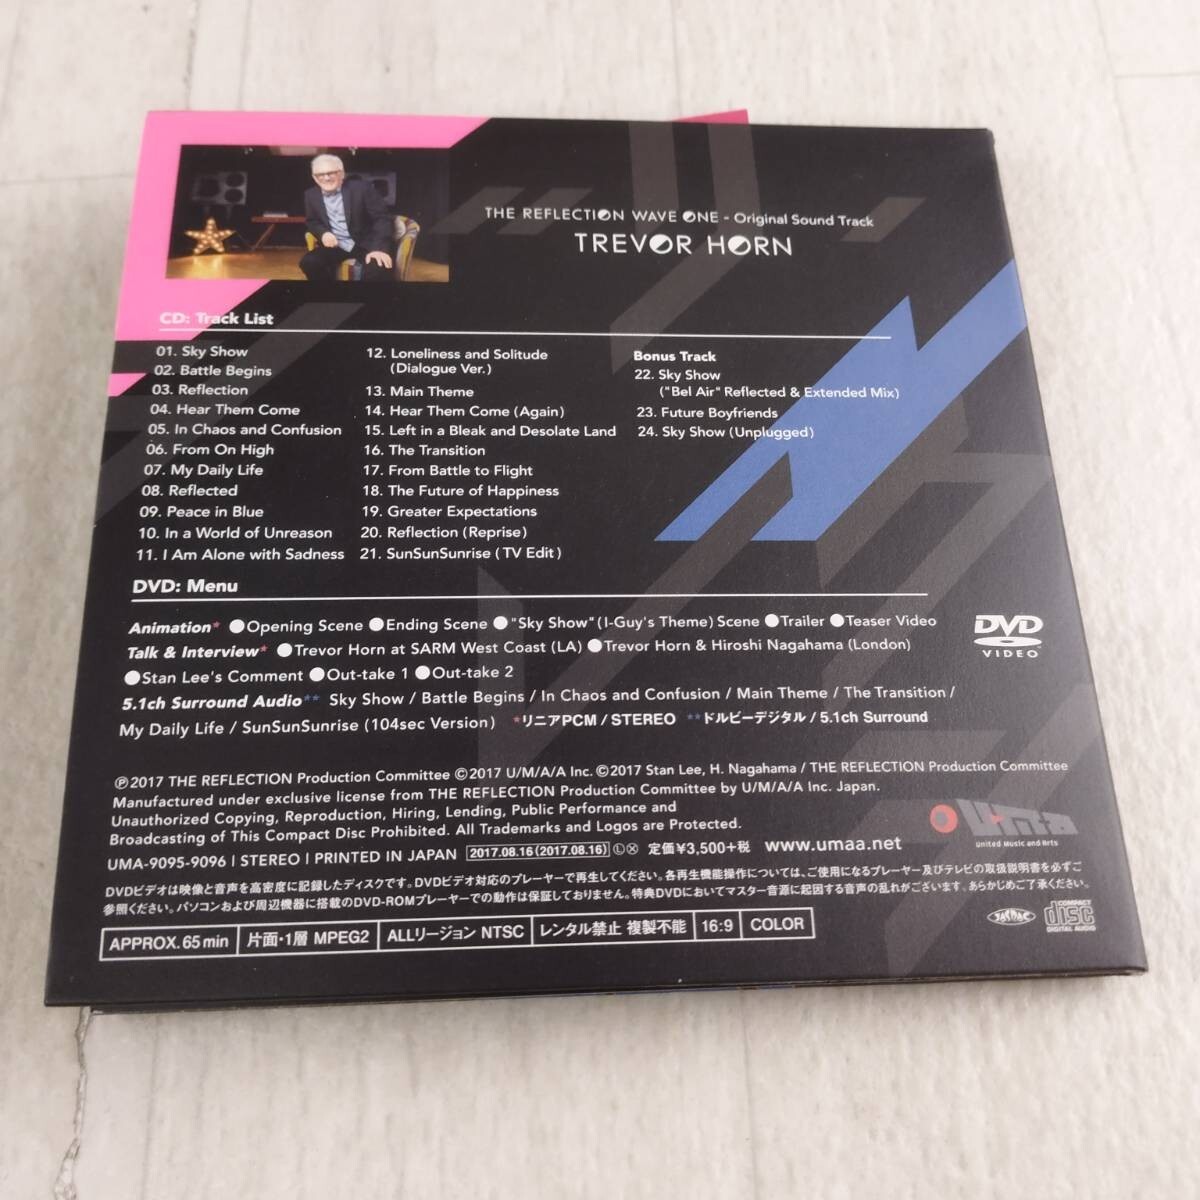 THE REFLECTION WAVE ONE - Original Sound Track
TREVOR HORN
CD: Track List
01. Sky Show
02. Battle Begins
03. Reflection
04. Hear Them Come
05. In Chaos and Confusion
06. From On High
07. My Daily Life
08. Reflected
09. Peace in Blue
10. In a World of Unreason
11. I Am Alone with Sadness
12. Loneliness and Solitude
(Dialogue Ver.)
13. Main Theme
14. Hear Them Come (Again)
15. Left in a Bleak and Desolate Land
16. The Transition
17. From Battle to Flight
18. The Future of Happiness
19. Greater Expectations
20. Reflection (Reprise)
21. SunSunSunrise (TV Edit)
Bonus Track
22. Sky Show
("Bel Air" Reflected & Extended Mix)
23. Future Boyfriends
24. Sky Show (Unplugged)
DVD: Menu
Animation* ●Opening Scene ●Ending Scene ●"Sky Show"(I-Guy's Theme) Scene ●Trailer ●Teaser Video
Talk & Interview* ●Trevor Horn at SARM West Coast (LA) ●Trevor Horn & Hiroshi Nagahama (London)
●Stan Lee's Comment ●Out-take 1 ●Out-take 2
5.1ch Surround Audio** Sky Show / Battle Begins / In Chaos and Confusion / Main Theme / The Transition /
My Daily Life / SunSunSunrise (104sec Version) *リニアPCM / STEREO **ドルビーデジタル / 5.1ch Surround
DVD
VIDEO
℗2017 THE REFLECTION Production Committee ©2017 U/M/A/A Inc. ©2017 Stan Lee, H. Nagahama / THE REFLECTION Production Committee
Manufactured under exclusive license from THE REFLECTION Production Committee by U/M/A/A Inc. Japan.
Unauthorized Copying, Reproduction, Hiring, Lending, Public Performance and
Broadcasting of This Compact Disc Prohibited. All Trademarks and Logos are Protected.
UMA-9095-9096 | STEREO | PRINTED IN JAPAN 2017.08.16(2017.08.16) Ⓛ⊗ 定価¥3,500+税 www.umaa.net
uma
United Music and Arts
DVDビデオは映像と音声を高密度に記録したディスクです。DVDビデオ対応のプレーヤーで再生してください。各再生機能操作については、ご使用になるプレーヤー及びテレビの取扱説明書を必ずご
参照ください。パソコンおよび周辺機器に搭載のDVD-ROMプレーヤーでの動作は保証しておりません。特典DVDにおいてマスター音源に起因する音声の乱れがございます。あらかじめご了承ください。
APPROX. 65 min 片面・1層 MPEG2 ALLリージョン NTSC レンタル禁止 複製不能 16:9 COLOR
JASRAC
COMPACT
disc
DIGITAL AUDIO